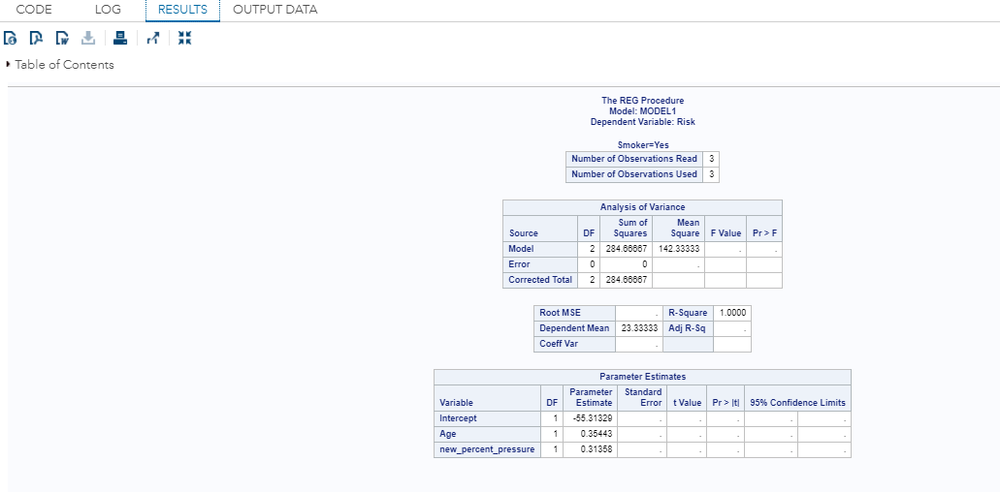 CODE LOG RESULTS OUTPUT DATA
Table of Contents
The REG Procedure
Model: MODEL1
Dependent Variable: Risk
Smoker=Yes
Number of Observations Read 3
Number of Observations Used 3
Analysis of Variance
Source DF Sum of Squares Mean Square F Value Pr > F
Model 2 284.66667 142.33333 . .
Error 0 0 .
Corrected Total 2 284.66667
Root MSE . R-Square 1.0000
Dependent Mean 23.33333 Adj R-Sq .
Coeff Var .
Parameter Estimates
Variable DF Parameter Estimate Standard Error t Value Pr > |t| 95% Confidence Limits
Intercept 1 -55.31329 . . . . .
Age 1 0.35443 . . . . .
new_percent_pressure 1 0.31358 . . . . .